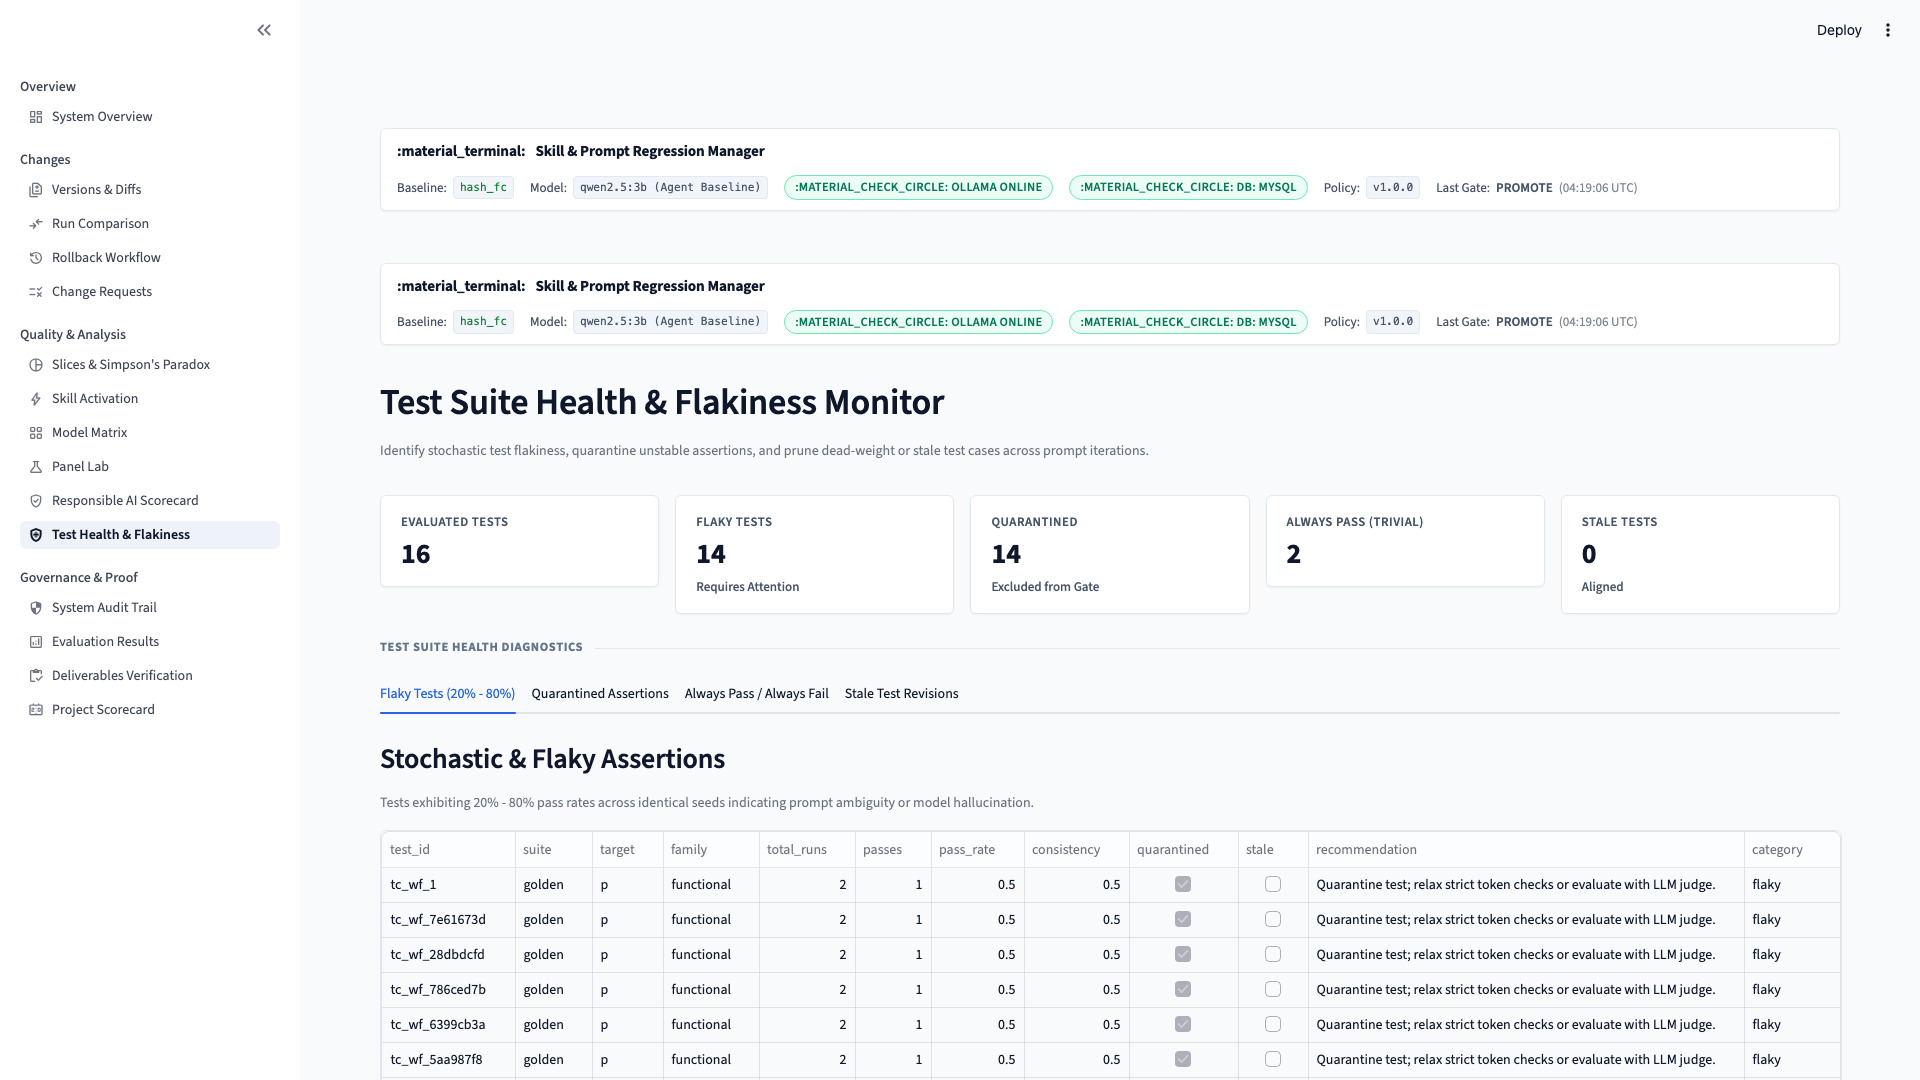 Deploy
Overview
System Overview
Changes
Versions & Diffs
Run Comparison
Rollback Workflow
Change Requests
Quality & Analysis
Slices & Simpson's Paradox
Skill Activation
Model Matrix
Panel Lab
Responsible AI Scorecard
Test Health & Flakiness
Governance & Proof
System Audit Trail
Evaluation Results
Deliverables Verification
Project Scorecard
:material_terminal: Skill & Prompt Regression Manager
Baseline: hash_fc Model: qwen2.5:3b (Agent Baseline) :MATERIAL_CHECK_CIRCLE: OLLAMA ONLINE :MATERIAL_CHECK_CIRCLE: DB: MYSQL Policy: v1.0.0 Last Gate: PROMOTE (04:19:06 UTC)
:material_terminal: Skill & Prompt Regression Manager
Baseline: hash_fc Model: qwen2.5:3b (Agent Baseline) :MATERIAL_CHECK_CIRCLE: OLLAMA ONLINE :MATERIAL_CHECK_CIRCLE: DB: MYSQL Policy: v1.0.0 Last Gate: PROMOTE (04:19:06 UTC)
Test Suite Health & Flakiness Monitor
Identify stochastic test flakiness, quarantine unstable assertions, and prune dead-weight or stale test cases across prompt iterations.
EVALUATED TESTS
16
FLAKY TESTS
14
Requires Attention
QUARANTINED
14
Excluded from Gate
ALWAYS PASS (TRIVIAL)
2
STALE TESTS
0
Aligned
TEST SUITE HEALTH DIAGNOSTICS
Flaky Tests (20% - 80%) Quarantined Assertions Always Pass / Always Fail Stale Test Revisions
Stochastic & Flaky Assertions
Tests exhibiting 20% - 80% pass rates across identical seeds indicating prompt ambiguity or model hallucination.
test_id suite target family total_runs passes pass_rate consistency quarantined stale recommendation category
tc_wf_1 golden p functional 2 1 0.5 0.5 Quarantine test; relax strict token checks or evaluate with LLM judge. flaky
tc_wf_7e61673d golden p functional 2 1 0.5 0.5 Quarantine test; relax strict token checks or evaluate with LLM judge. flaky
tc_wf_28dbdcfd golden p functional 2 1 0.5 0.5 Quarantine test; relax strict token checks or evaluate with LLM judge. flaky
tc_wf_786ced7b golden p functional 2 1 0.5 0.5 Quarantine test; relax strict token checks or evaluate with LLM judge. flaky
tc_wf_6399cb3a golden p functional 2 1 0.5 0.5 Quarantine test; relax strict token checks or evaluate with LLM judge. flaky
tc_wf_5aa987f8 golden p functional 2 1 0.5 0.5 Quarantine test; relax strict token checks or evaluate with LLM judge. flaky